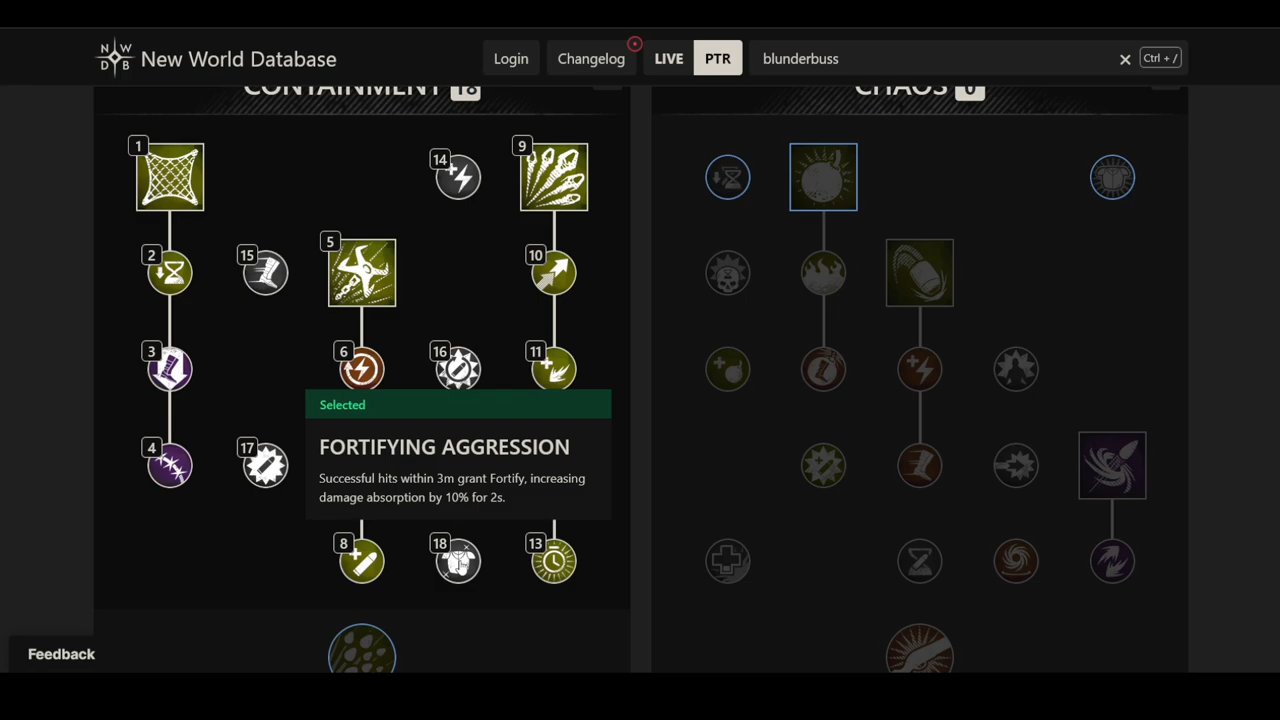 N W
D B
New World Database
Login
Changelog
LIVE
PTR
blunderbuss
Ctrl + /
CONTAINMENT 18
CHAOS 0
1
14
9
2
15
5
10
3
6
16
11
4
17
Selected
FORTIFYING AGGRESSION
Successful hits within 3m grant Fortify, increasing
damage absorption by 10% for 2s.
8
18
13
Feedback